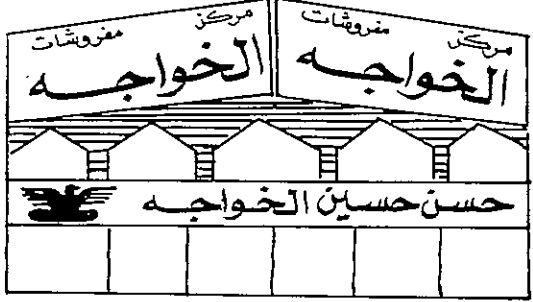 مركز مفروشات
الخواجه
مركز مفروشات
الخواجه
حسن حسين الخواجه